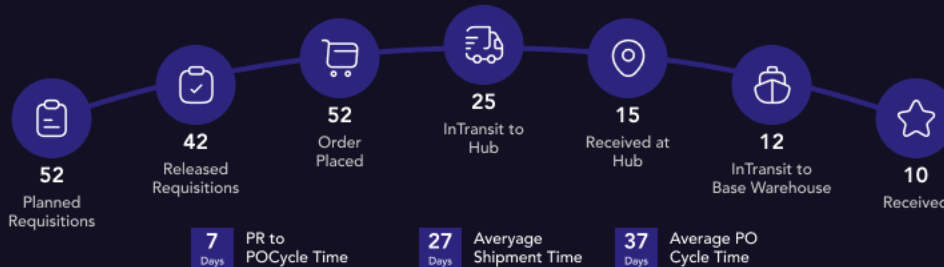 52
Planned
Requisitions
42
Released
Requisitions
52
Order
Placed
25
InTransit to
Hub
15
Received at
Hub
12
InTransit to
Base Warehouse
10
Received
7
Days
PR to
POCycle Time
27
Days
Averyage
Shipment Time
37
Days
Average PO
Cycle Time